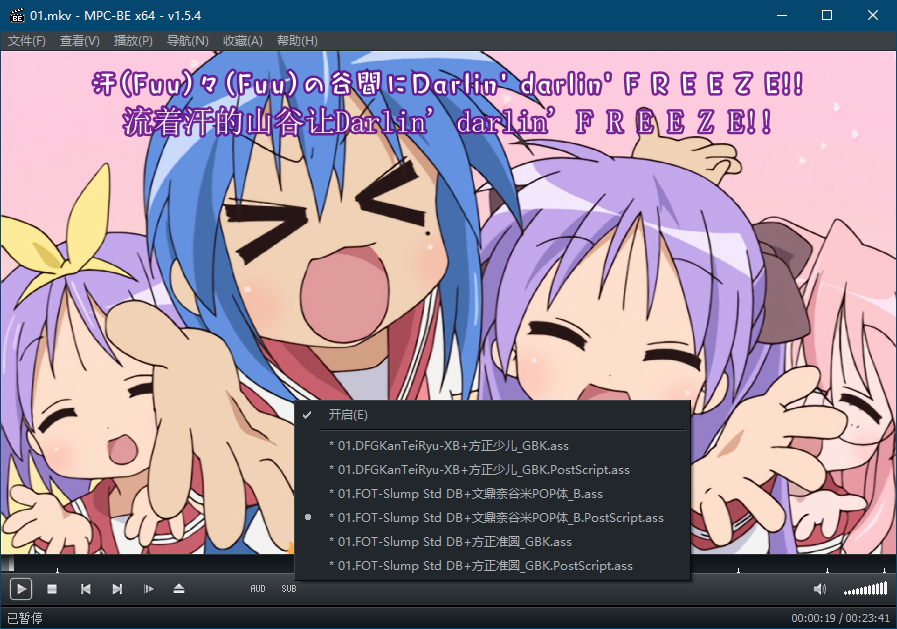 01.mkv - MPC-BE x64 - v1.5.4
文件(F) 查看(V) 播放(P) 导航(N) 收藏(A) 帮助(H)
汗(Fuu)々(Fuu)の谷間にDarlin' darlin' F R E E Z E!!
流着汗的山谷让Darlin' darlin' F R E E Z E!!
开启(E)
* 01.DFGKanTeiRyu-XB+方正少儿_GBK.ass
* 01.DFGKanTeiRyu-XB+方正少儿_GBK.PostScript.ass
* 01.FOT-Slump Std DB+文鼎奈谷米POP体_B.ass
* 01.FOT-Slump Std DB+文鼎奈谷米POP体_B.PostScript.ass
* 01.FOT-Slump Std DB+方正准圆_GBK.ass
* 01.FOT-Slump Std DB+方正准圆_GBK.PostScript.ass
AUD SUB
已暂停 00:00:19 / 00:23:41